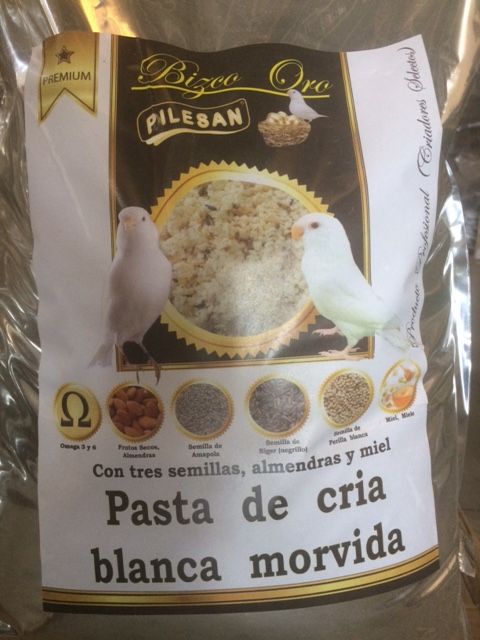 PREMIUM
Bizco Oro
PILESAN
Producto Profesional (Criadores Selectos)
Omega 3 y 6
Frutos Secos,
Almendras
Semilla de
Amapola
Semilla de
Niger (negrillo)
Semilla de
Perilla blanca
Miel, Miele
Con tres semillas, almendras y miel
Pasta de cria
blanca morvida